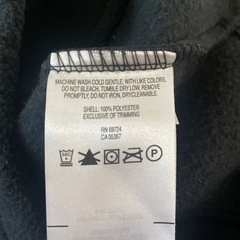 MACHINE WASH COLD GENTLE, WITH LIKE COLORS.
DO NOT BLEACH, TUMBLE DRY LOW, REMOVE
PROMPTLY, DO NOT IRON, DRYCLEANABLE.
SHELL: 100% POLYESTER
EXCLUSIVE OF TRIMMING
RN 69724
CA 05367
P